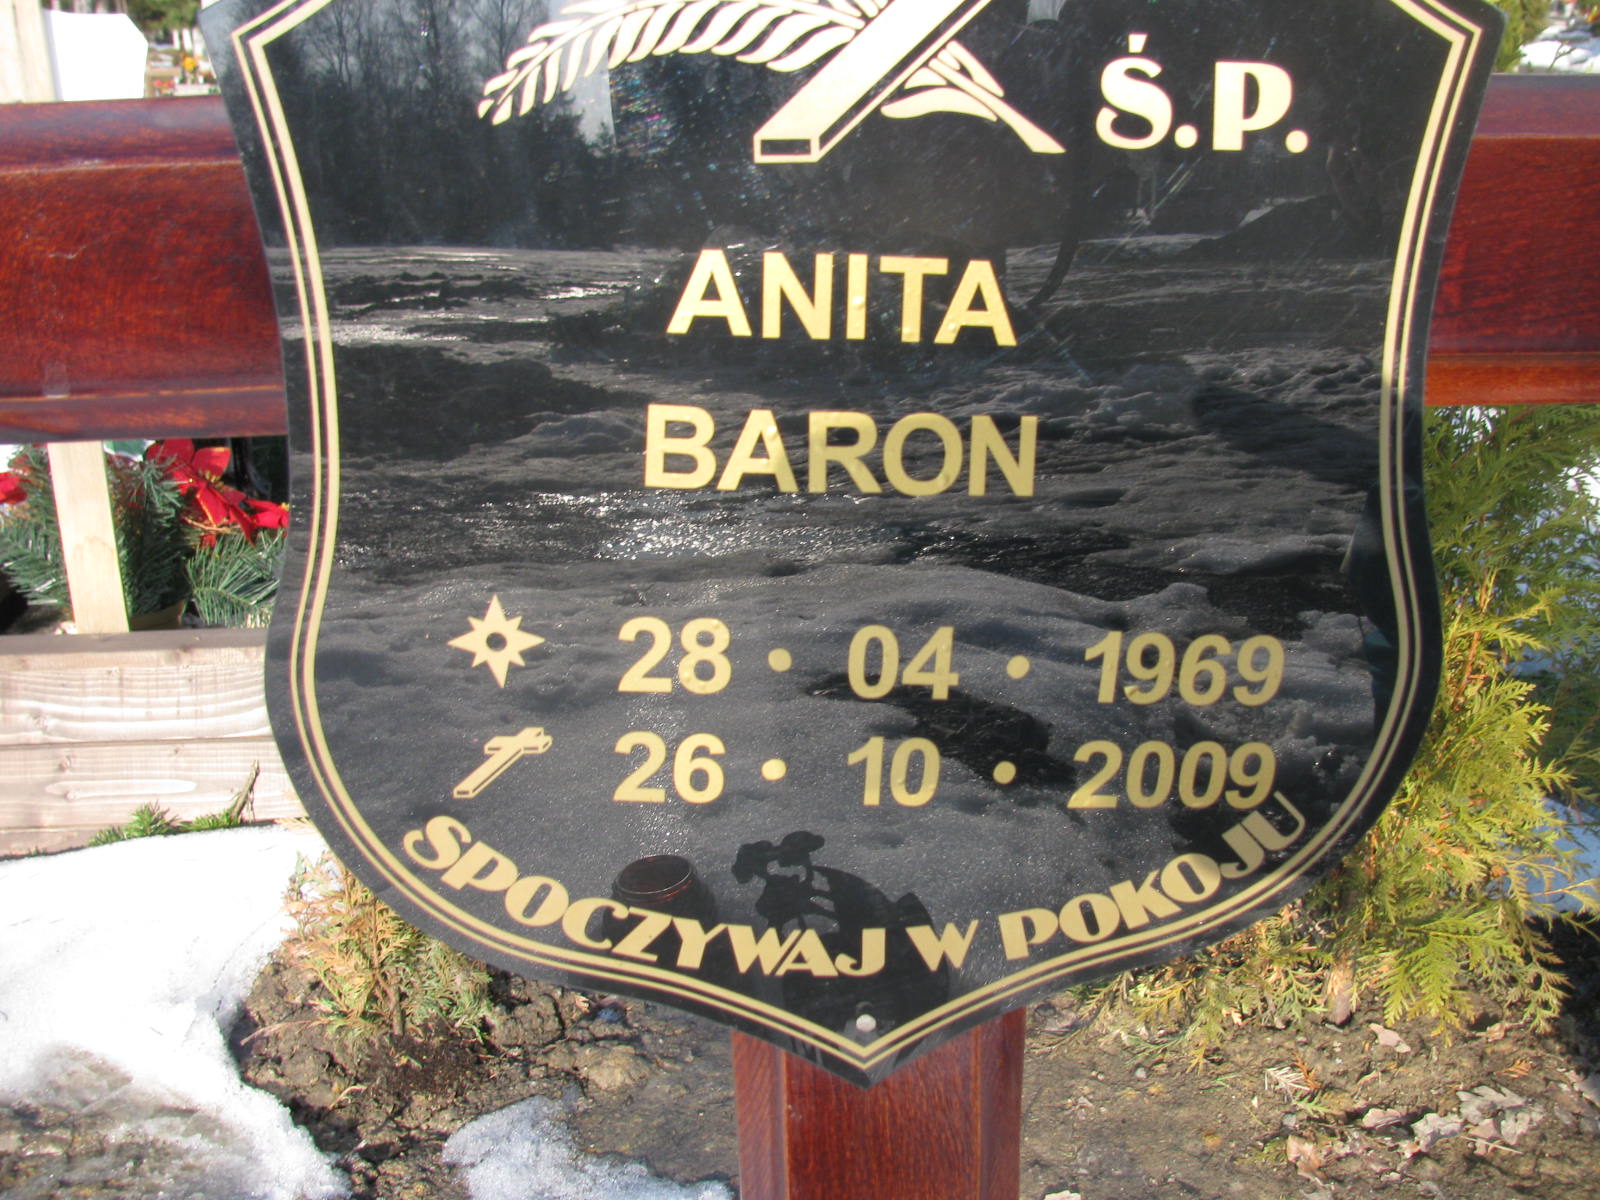 Ś.P.
ANITA
BARON
28 · 04 · 1969
26 · 10 · 2009
SPOCZYWAJ W POKOJU